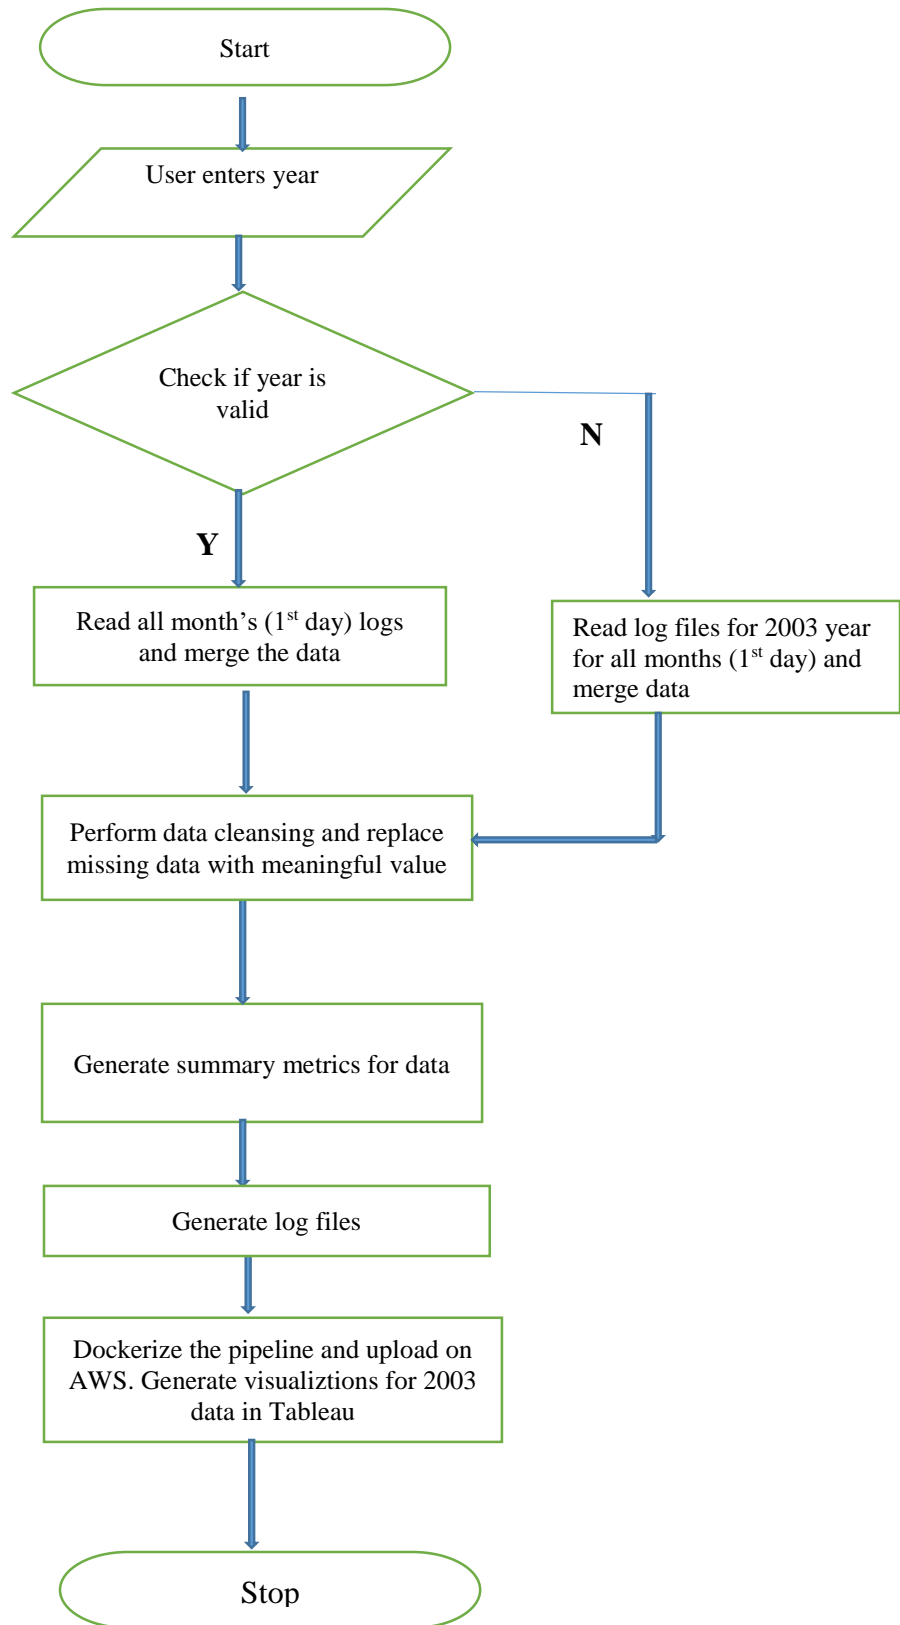 Start
User enters year
Check if year is
valid
N
Y
Read all month’s (1st day) logs
and merge the data
Read log files for 2003 year
for all months (1st day) and
merge data
Perform data cleansing and replace
missing data with meaningful value
Generate summary metrics for data
Generate log files
Dockerize the pipeline and upload on
AWS. Generate visualiztions for 2003
data in Tableau
Stop